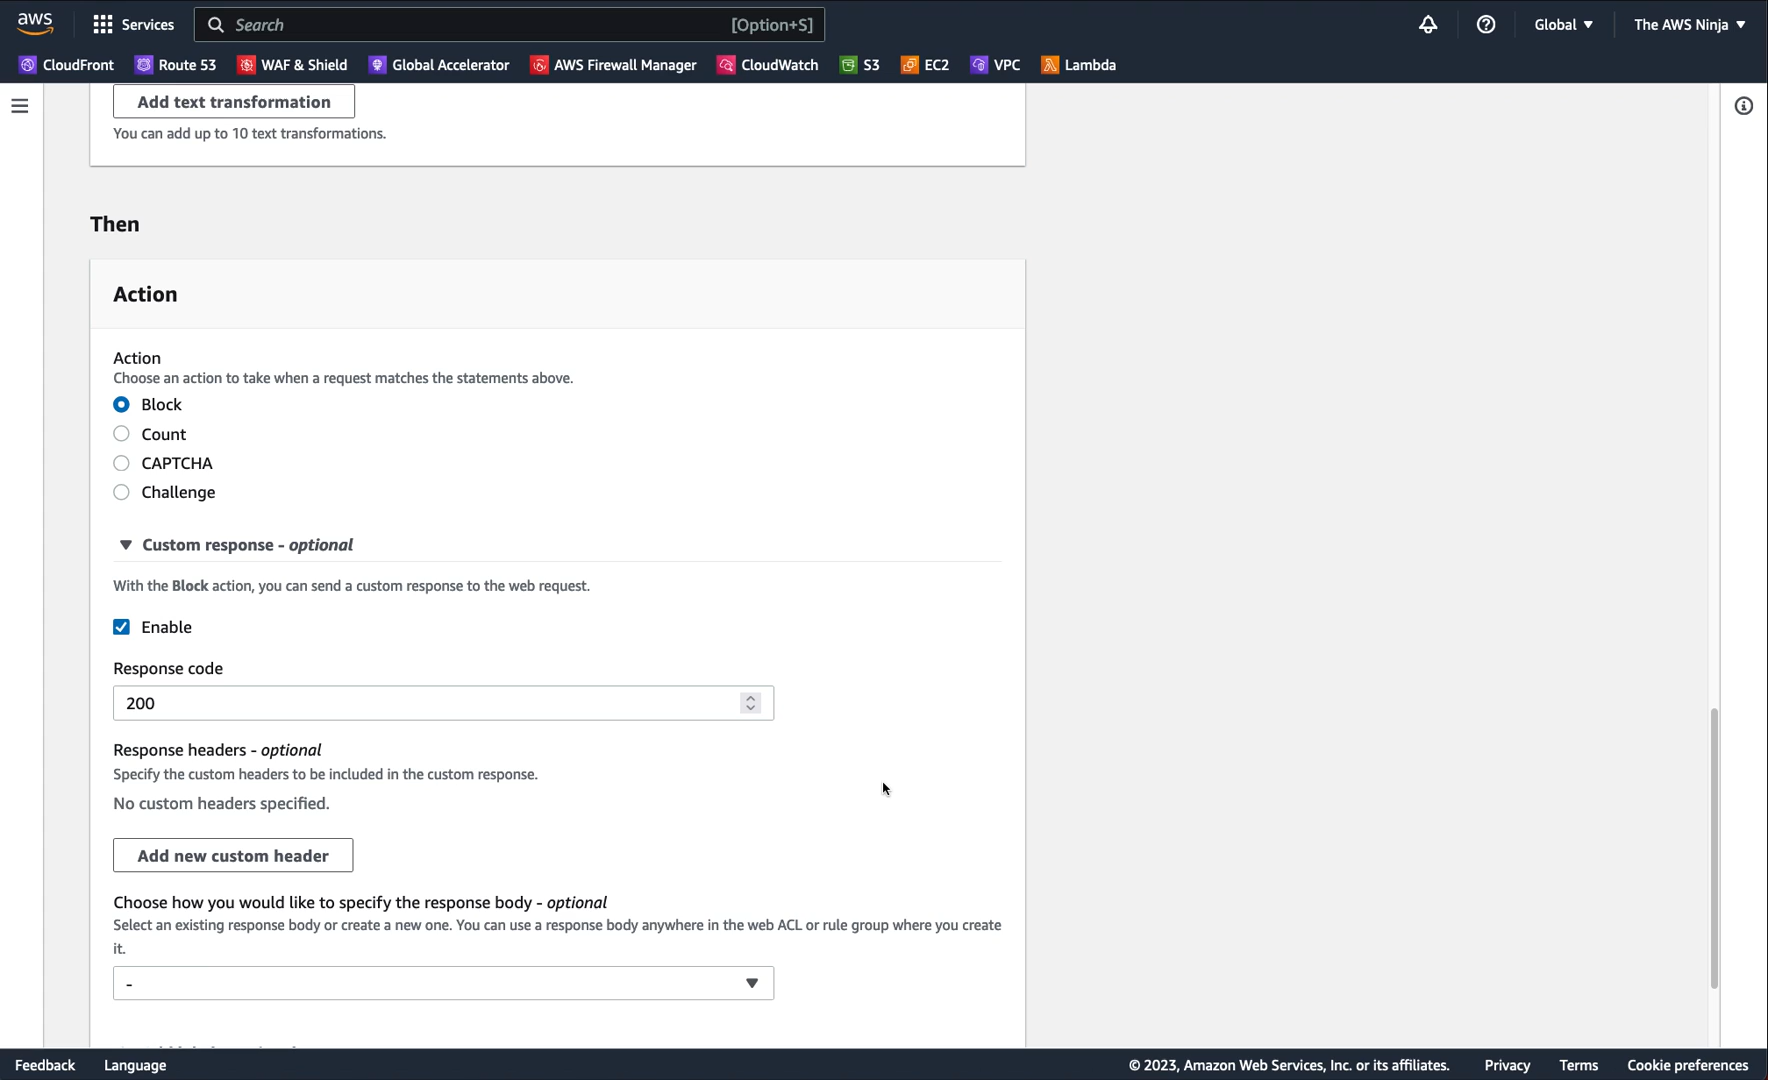 aws
Services
Search
[Option+S]
Global
The AWS Ninja
CloudFront
Route 53
WAF & Shield
Global Accelerator
AWS Firewall Manager
CloudWatch
S3
EC2
VPC
Lambda
Add text transformation
You can add up to 10 text transformations.
Then
Action
Action
Choose an action to take when a request matches the statements above.
Block
Count
CAPTCHA
Challenge
Custom response - optional
With the Block action, you can send a custom response to the web request.
Enable
Response code
200
Response headers - optional
Specify the custom headers to be included in the custom response.
No custom headers specified.
Add new custom header
Choose how you would like to specify the response body - optional
Select an existing response body or create a new one. You can use a response body anywhere in the web ACL or rule group where you create
it.
-
Feedback
Language
© 2023, Amazon Web Services, Inc. or its affiliates.
Privacy
Terms
Cookie preferences